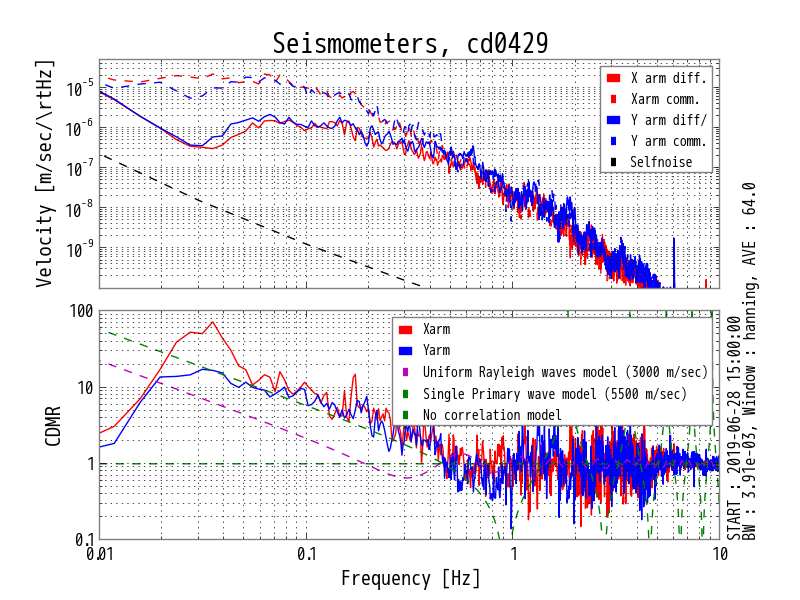 Seismometers, cd0429
Velocity [m/sec/\rtHz]
10^-5
10^-6
10^-7
10^-8
10^-9
X arm diff.
Xarm comm.
Y arm diff/
Y arm comm.
Selfnoise
CDMR
100
10
1
0.1
Xarm
Yarm
Uniform Rayleigh waves model (3000 m/sec)
Single Primary wave model (5500 m/sec)
No correlation model
0.01
0.1
1
10
Frequency [Hz]
START : 2019-06-28 15:00:00
BW : 3.91e-03, Window : hanning, AVE : 64.0